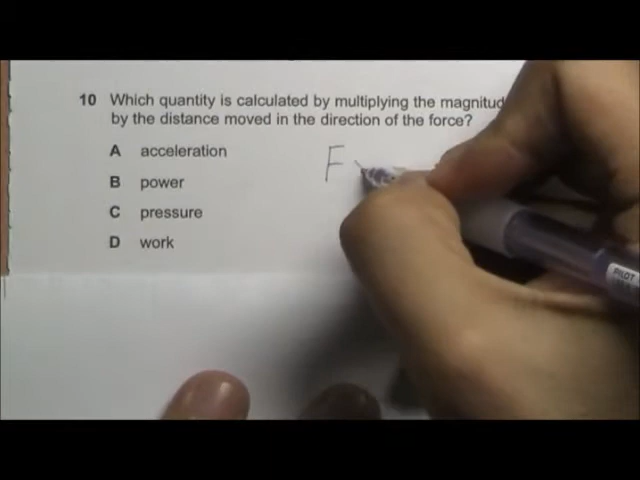 10 Which quantity is calculated by multiplying the magnitud
by the distance moved in the direction of the force?
A acceleration
B power
C pressure
D work
F
PILOT